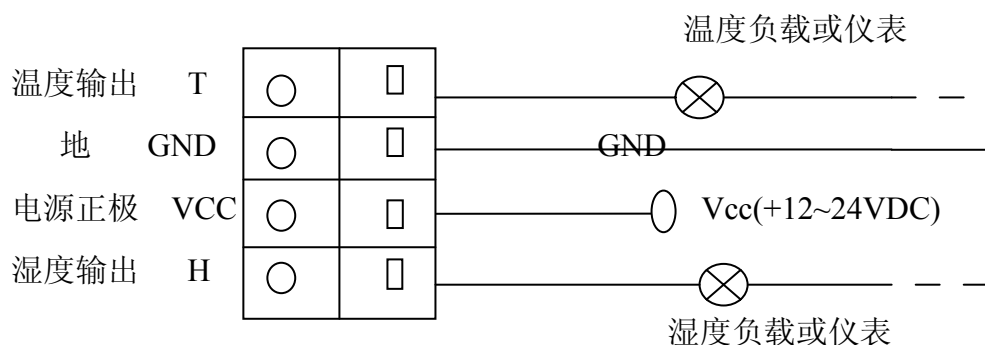 温度负载或仪表
温度输出 T
地 GND GND
电源正极 VCC Vcc(+12~24VDC)
湿度输出 H
湿度负载或仪表